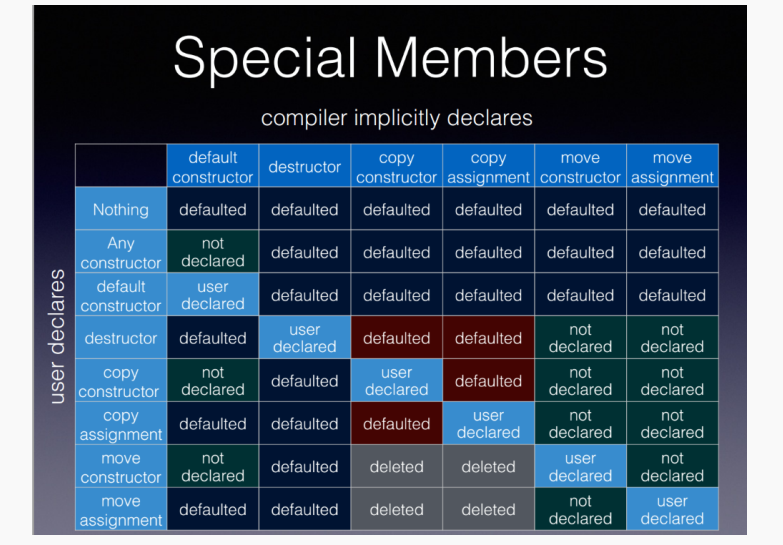 Special Members
compiler implicitly declares
default
constructor
destructor
copy
constructor
copy
assignment
move
constructor
move
assignment
user declares
Nothing
defaulted
defaulted
defaulted
defaulted
defaulted
defaulted
Any
constructor
not
declared
defaulted
defaulted
defaulted
defaulted
defaulted
default
constructor
user
declared
defaulted
defaulted
defaulted
defaulted
defaulted
destructor
defaulted
user
declared
defaulted
defaulted
not
declared
not
declared
copy
constructor
not
declared
defaulted
user
declared
defaulted
not
declared
not
declared
copy
assignment
defaulted
defaulted
defaulted
user
declared
not
declared
not
declared
move
constructor
not
declared
defaulted
deleted
deleted
user
declared
not
declared
move
assignment
defaulted
defaulted
deleted
deleted
not
declared
user
declared